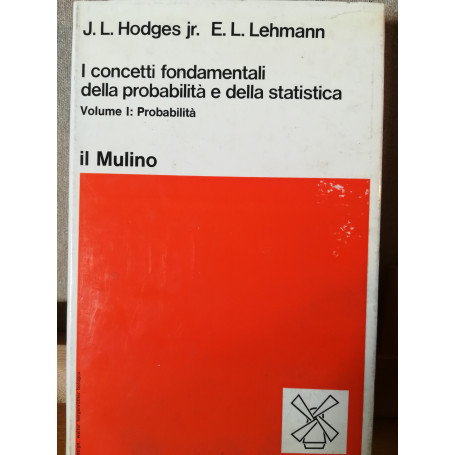 J. L. Hodges jr. E. L. Lehmann
I concetti fondamentali
della probabilità e della statistica
Volume I: Probabilità
il Mulino